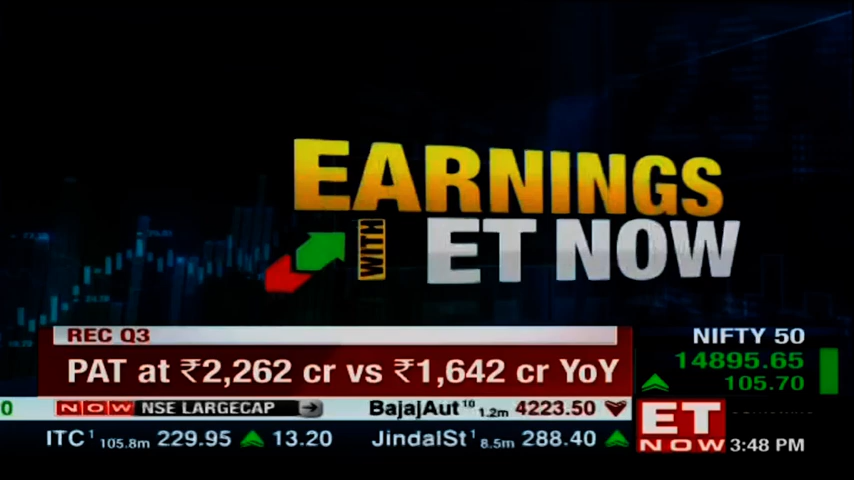 EARNINGS
WITH
ET NOW
REC Q3
PAT at ₹2,262 cr vs ₹1,642 cr YoY
NIFTY 50
14895.65
105.70
0 NOW NSE LARGECAP BajajAut 10 1.2m 4223.50
ITC 1 105.8m 229.95 13.20 JindalSt 1 8.5m 288.40
ET
NOW
3:48 PM